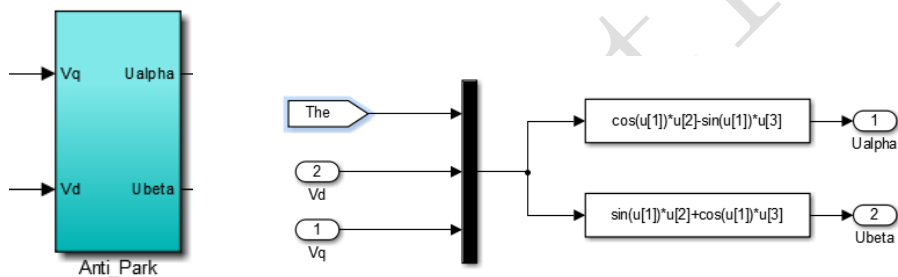 Vq Ualpha
Vd Ubeta
Anti_Park
The
2
Vd
1
Vq
cos(u[1])*u[2]-sin(u[1])*u[3]
1
Ualpha
sin(u[1])*u[2]+cos(u[1])*u[3]
2
Ubeta